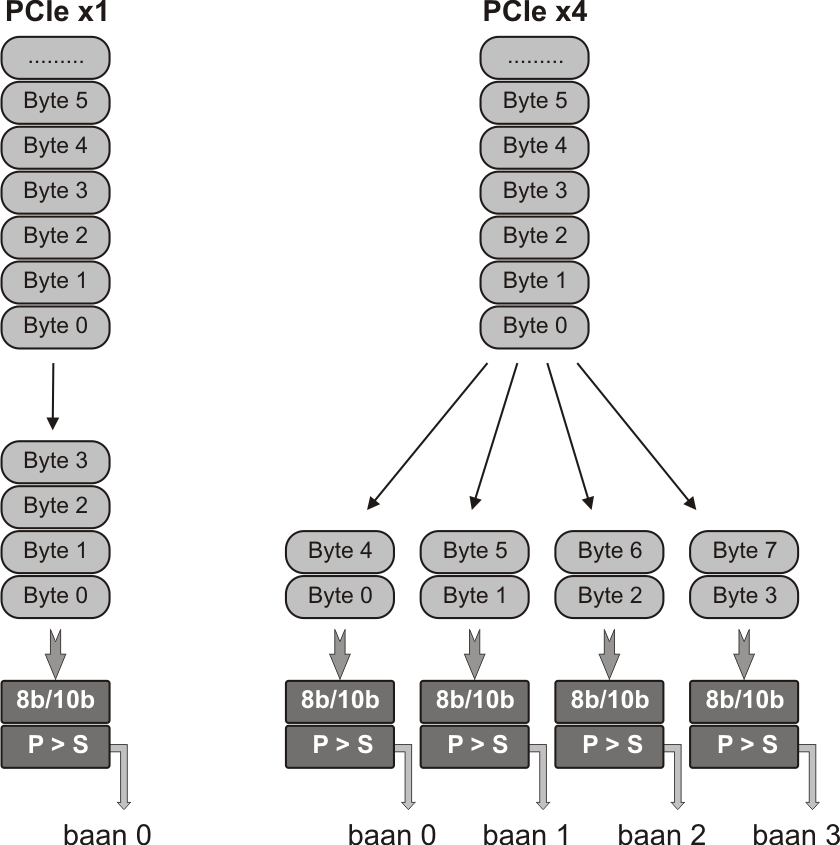 PCIe x1
.........
Byte 5
Byte 4
Byte 3
Byte 2
Byte 1
Byte 0
Byte 3
Byte 2
Byte 1
Byte 0
8b/10b
P > S
baan 0
PCIe x4
.........
Byte 5
Byte 4
Byte 3
Byte 2
Byte 1
Byte 0
Byte 4 Byte 5 Byte 6 Byte 7
Byte 0 Byte 1 Byte 2 Byte 3
8b/10b 8b/10b 8b/10b 8b/10b
P > S P > S P > S P > S
baan 0 baan 1 baan 2 baan 3